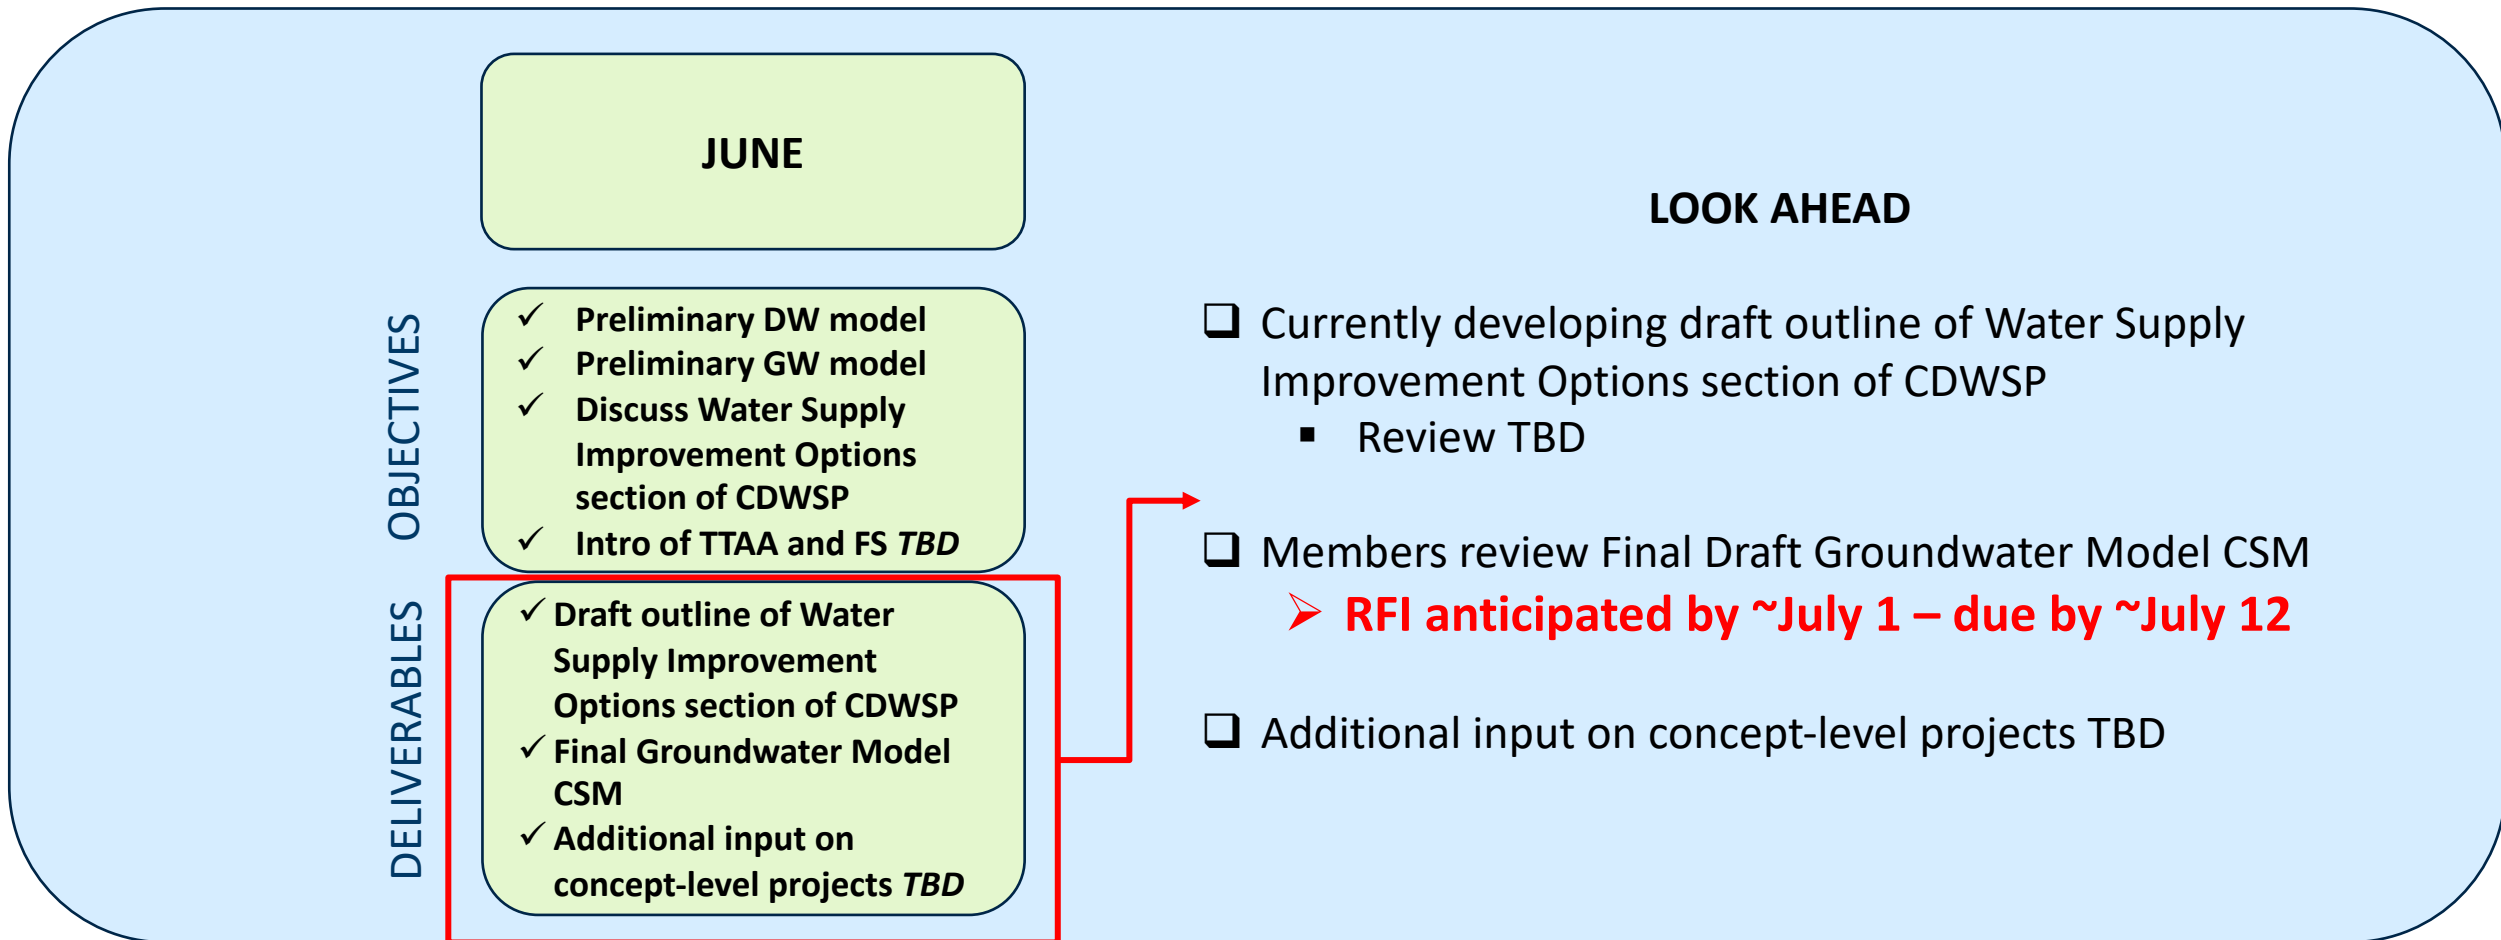 JUNE
OBJECTIVES
✓ Preliminary DW model
✓ Preliminary GW model
✓ Discuss Water Supply
Improvement Options
section of CDWSP
✓ Intro of TTAA and FS TBD
DELIVERABLES
✓ Draft outline of Water
Supply Improvement
Options section of CDWSP
✓ Final Groundwater Model
CSM
✓ Additional input on
concept-level projects TBD
LOOK AHEAD
❑ Currently developing draft outline of Water Supply
Improvement Options section of CDWSP
▪ Review TBD
❑ Members review Final Draft Groundwater Model CSM
➢ RFI anticipated by ~July 1 – due by ~July 12
❑ Additional input on concept-level projects TBD